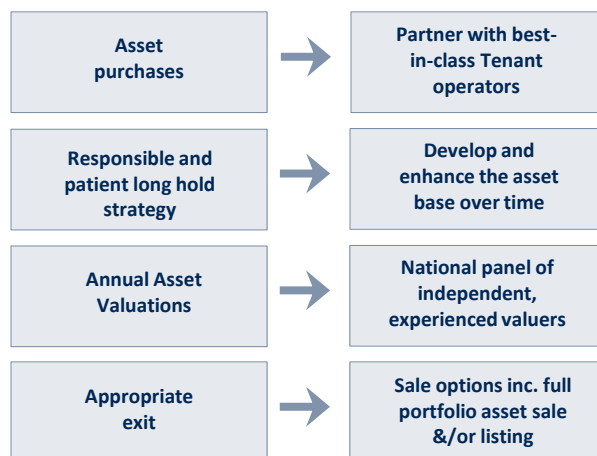 Asset
purchases
Partner with best-
in-class Tenant
operators
Responsible and
patient long hold
strategy
Develop and
enhance the asset
base over time
Annual Asset
Valuations
National panel of
independent,
experienced valuers
Appropriate
exit
Sale options inc. full
portfolio asset sale
&/or listing